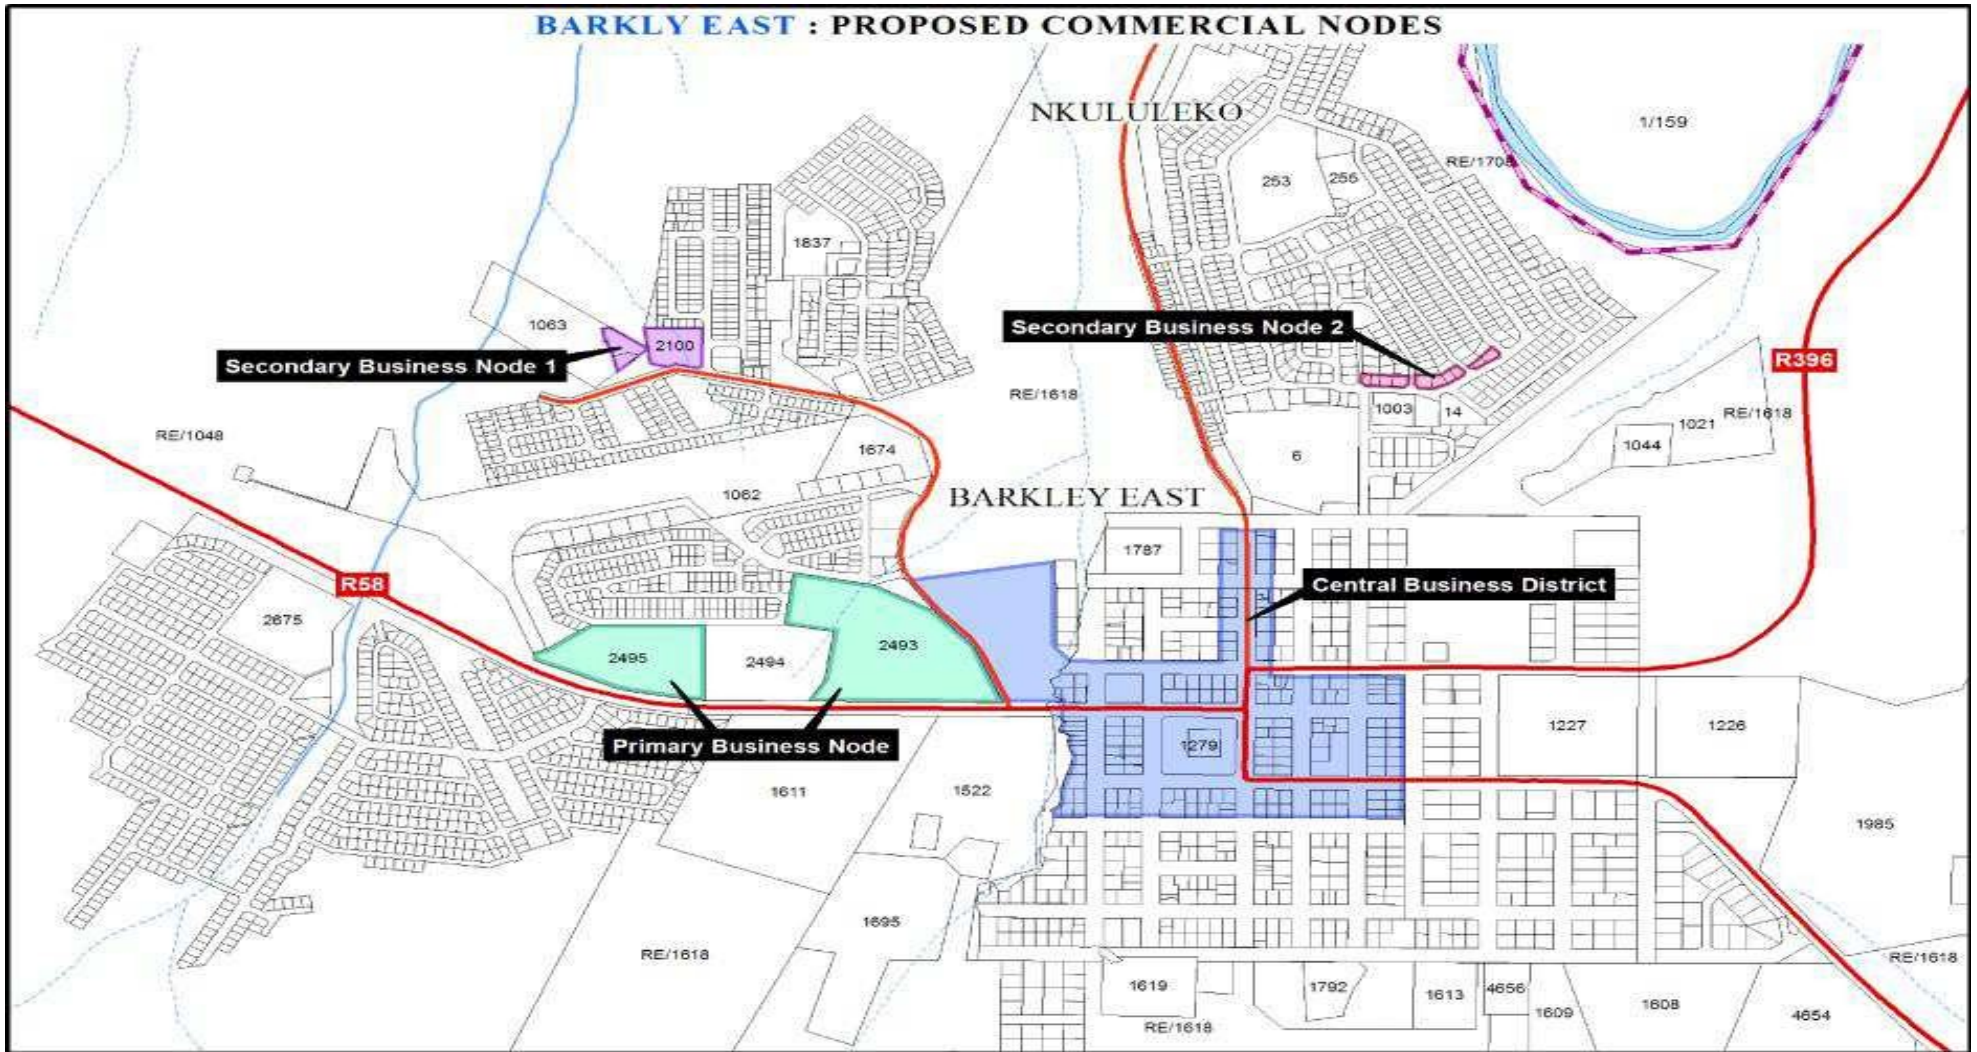 BARKLY EAST : PROPOSED COMMERCIAL NODES
NKULULEKO
1/159
RE/1708
253
256
1837
1063
2100
Secondary Business Node 1
Secondary Business Node 2
R396
RE/1618
1003
14
RE/1618
1021
1044
RE/1048
1674
6
1062
BARKLEY EAST
1787
R58
Central Business District
2675
2495
2494
2493
1227
1226
1279
Primary Business Node
1611
1522
1985
1695
RE/1618
RE/1618
1619
1792
1613
4656
1609
1608
4654
RE/1618